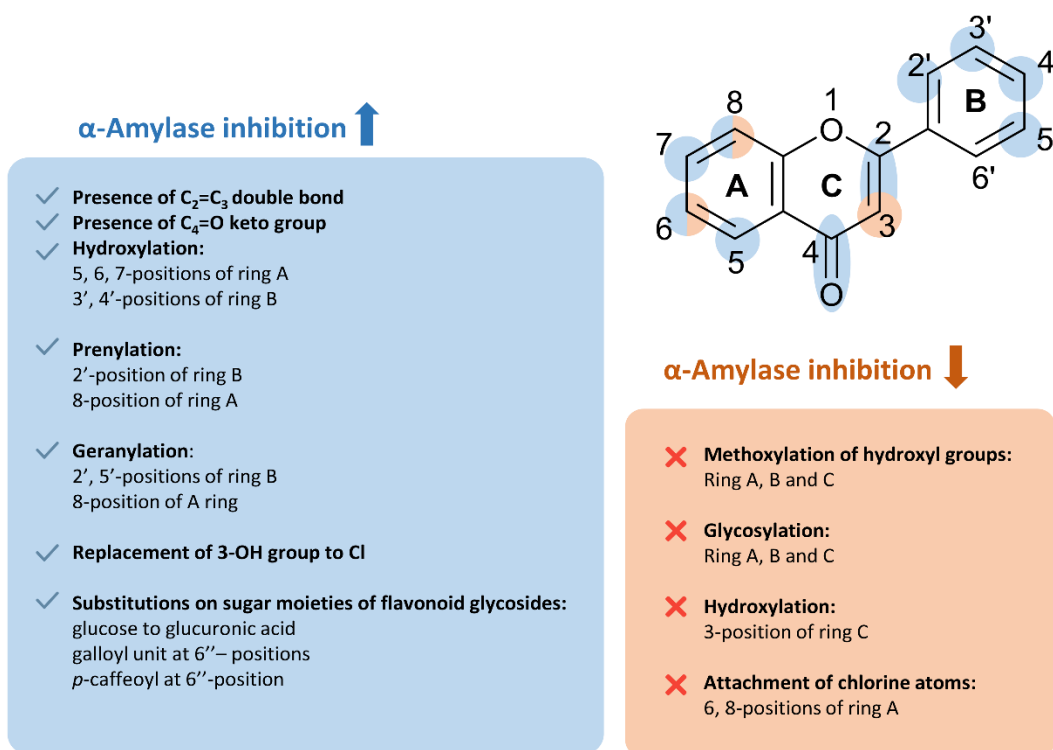 α-Amylase inhibition
Presence of C₂=C₃ double bond
Presence of C₄=O keto group
Hydroxylation:
5, 6, 7-positions of ring A
3’, 4’-positions of ring B
Prenylation:
2’-position of ring B
8-position of ring A
Geranylation:
2’, 5’-positions of ring B
8-position of A ring
Replacement of 3-OH group to Cl
Substitutions on sugar moieties of flavonoid glycosides:
glucose to glucuronic acid
galloyl unit at 6’’– positions
p-caffeoyl at 6’’-position
3'
2'
4
B
8
1
O
2
5
7
6'
A
C
6
3
5
4
O
α-Amylase inhibition
Methoxylation of hydroxyl groups:
Ring A, B and C
Glycosylation:
Ring A, B and C
Hydroxylation:
3-position of ring C
Attachment of chlorine atoms:
6, 8-positions of ring A